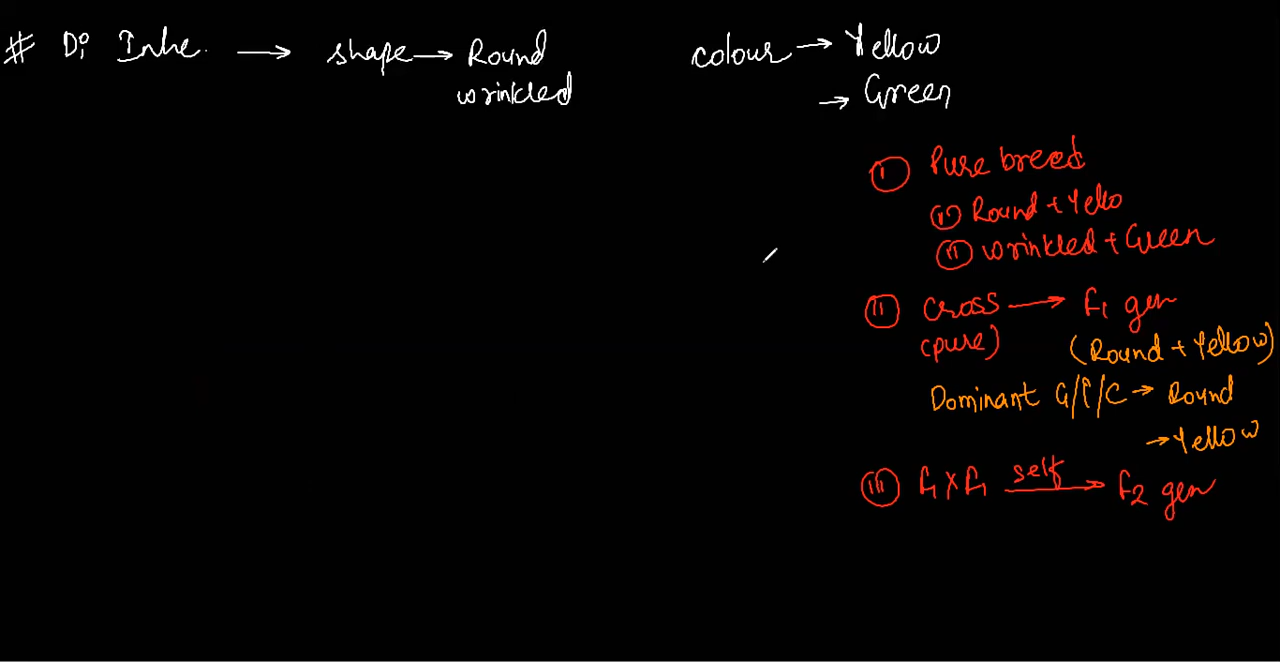 # Di Inhe. → shape → Round colour → Yellow
wrinkled → Green
(I) Pure breed
(I) Round + Yello
(II) wrinkled + Green
(II) cross → F1 gen
(pure) (Round + Yellow)
Dominant G/P/C → Round
→ Yellow
(III) F1 X F1 self → F2 gen